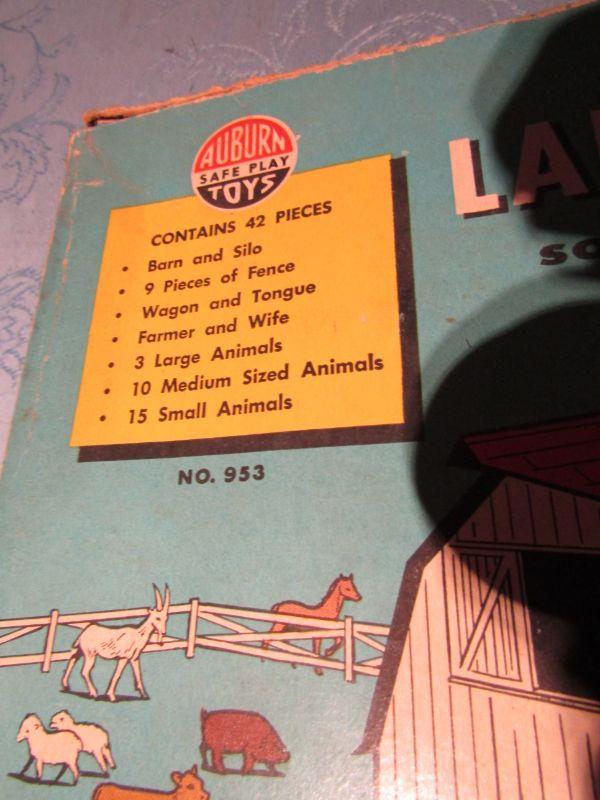 AUBURN
SAFE PLAY
TOYS
CONTAINS 42 PIECES
• Barn and Silo
• 9 Pieces of Fence
• Wagon and Tongue
• Farmer and Wife
• 3 Large Animals
• 10 Medium Sized Animals
• 15 Small Animals
NO. 953